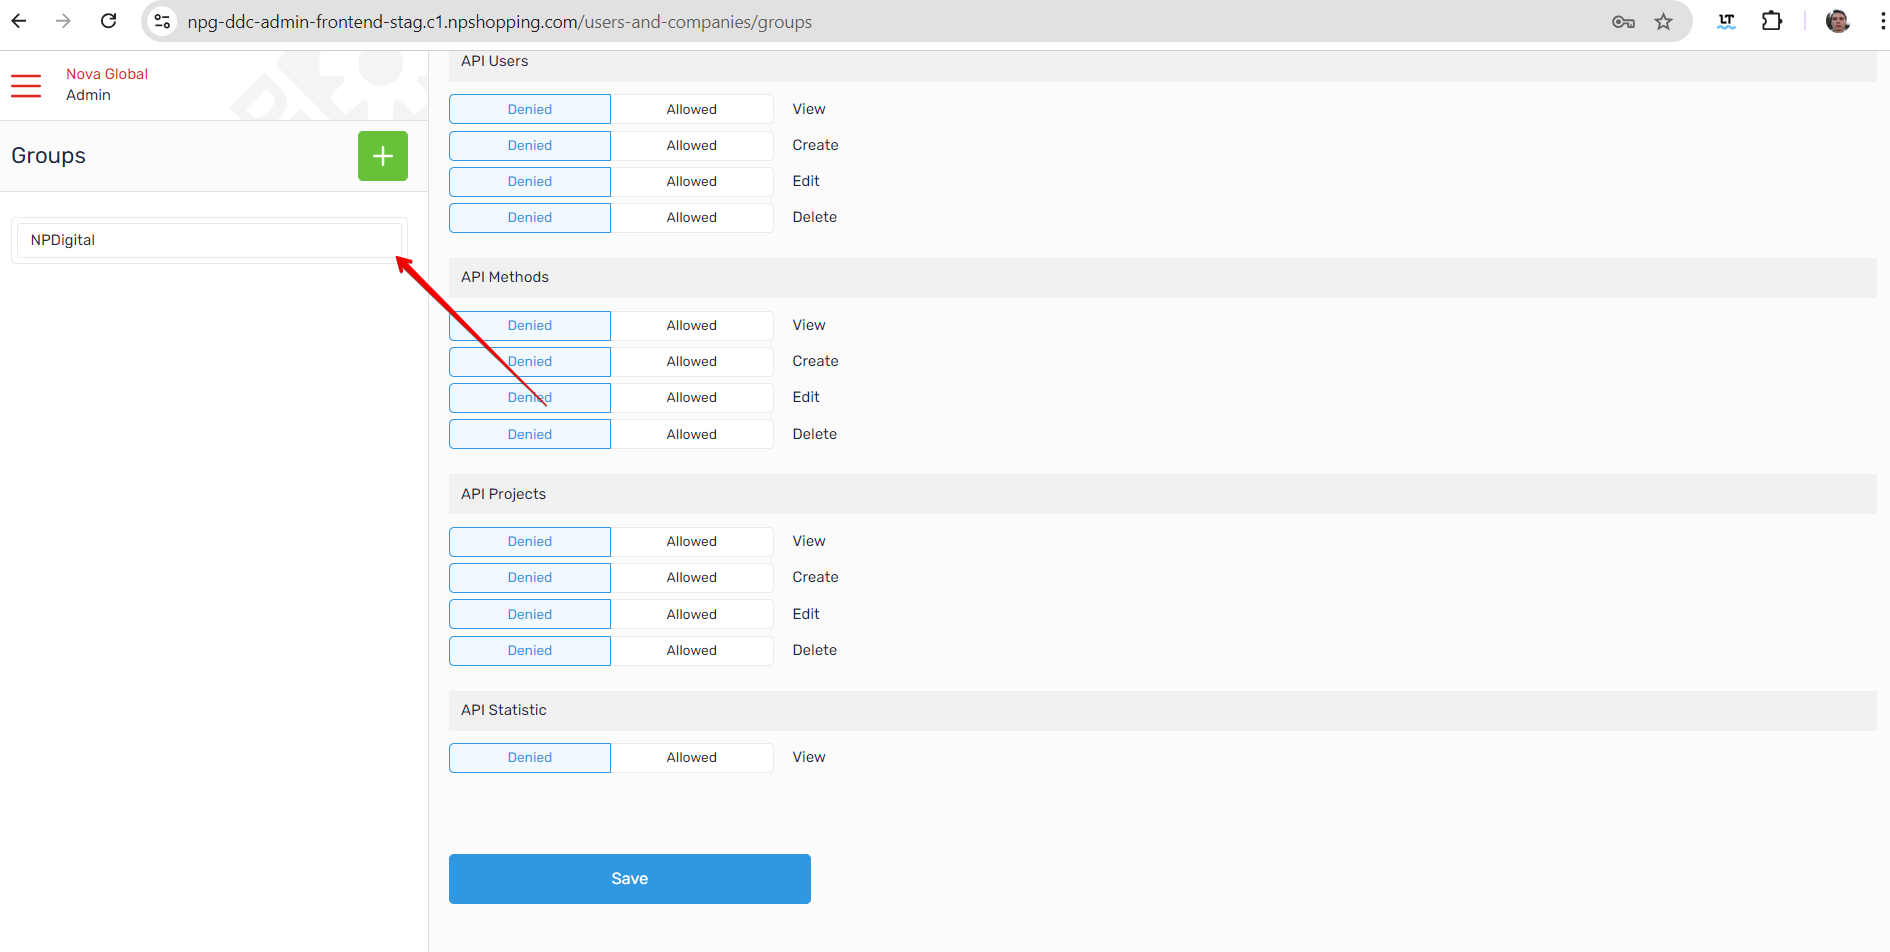 npg-ddc-admin-frontend-stag.c1.npshopping.com/users-and-companies/groups
LT
Nova Global
Admin
Groups
NPDigital
API Users
Denied Allowed View
Denied Allowed Create
Denied Allowed Edit
Denied Allowed Delete
API Methods
Denied Allowed View
Denied Allowed Create
Denied Allowed Edit
Denied Allowed Delete
API Projects
Denied Allowed View
Denied Allowed Create
Denied Allowed Edit
Denied Allowed Delete
API Statistic
Denied Allowed View
Save